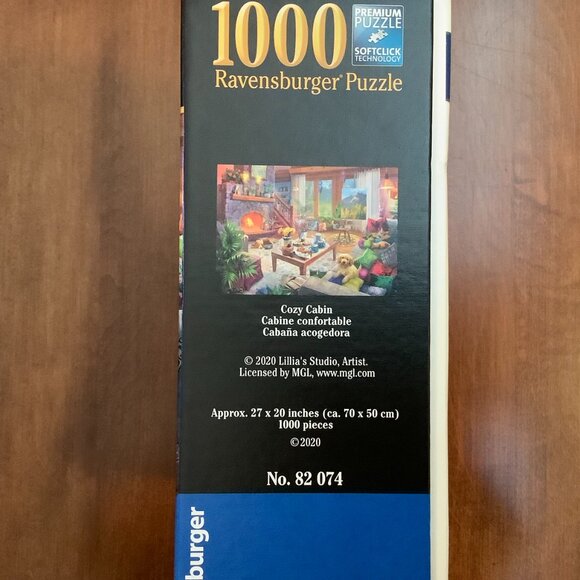 1000
PREMIUM
PUZZLE
SOFTCLICK
TECHNOLOGY
Ravensburger® Puzzle
Cozy Cabin
Cabine confortable
Cabaña acogedora
© 2020 Lillia's Studio, Artist.
Licensed by MGL, www.mgl.com
Approx. 27 x 20 inches (ca. 70 x 50 cm)
1000 pieces
©2020
No. 82 074
burger